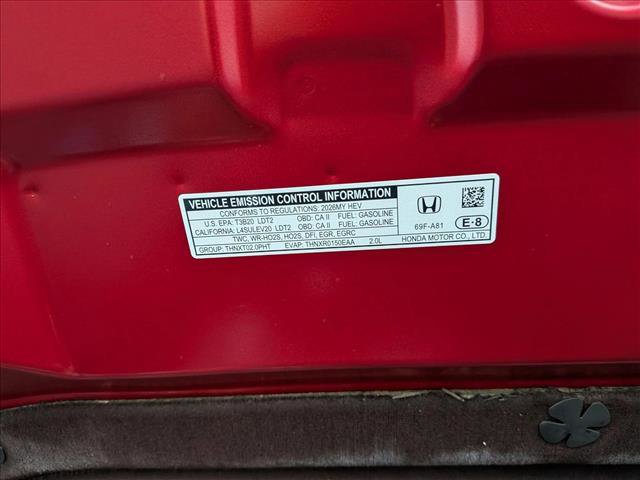 VEHICLE EMISSION CONTROL INFORMATION
CONFORMS TO REGULATIONS: 2026MY HEV
U.S. EPA: T3B20 LDT2 OBD: CA II FUEL: GASOLINE
CALIFORNIA: L4SULEV20 LDT2 OBD: CA II FUEL: GASOLINE
TWC, WR-HO2S, HO2S, DFI, EGR, EGRC
GROUP: THNXT02.0PHT EVAP: THNXR0150EAA 2.0L
69F-A81
E-8
HONDA MOTOR CO., LTD.